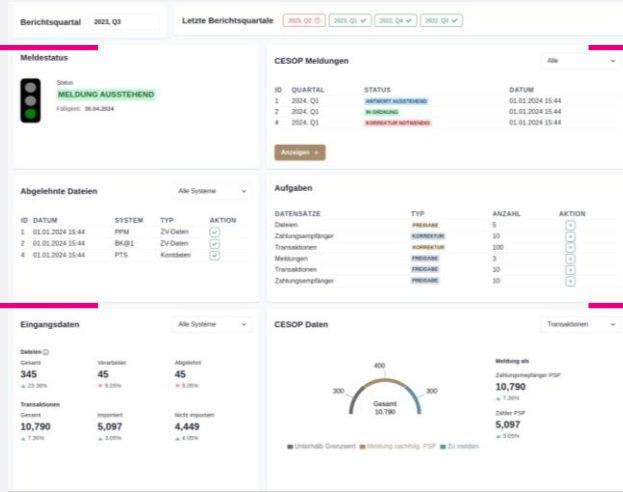 Berichtsquartal 2023, Q3
Letzte Berichtsquartale 2023, Q2 2023, Q1 2022, Q4 2022, Q3
Meldestatus
Status
MELDUNG AUSSTEHEND
Fälligkeit: 30.04.2024
CESOP Meldungen Alle
ID QUARTAL STATUS DATUM
1 2024, Q1 ANTWORT AUSSTEHEND 01.01.2024 15:44
2 2024, Q1 IN ORDNUNG 01.01.2024 15:44
4 2024, Q1 KORREKTUR NOTWENDIG 01.01.2024 15:44
Anzeigen
Abgelehnte Dateien Alle Systeme
ID DATUM SYSTEM TYP AKTION
1 01.01.2024 15:44 PPM ZV-Daten
2 01.01.2024 15:44 BK@1 ZV-Daten
4 01.01.2024 15:44 PTS Kontdaten
Aufgaben
DATENSÄTZE TYP ANZAHL AKTION
Dateien FREIGABE 5
Zahlungsempfänger KORREKTUR 10
Transaktionen KORREKTUR 100
Meldungen FREIGABE 3
Transaktionen FREIGABE 10
Zahlungsempfänger FREIGABE 10
Eingangsdaten Alle Systeme
Dateien
Gesamt Verarbeitet Abgelehnt
345 45 45
23.36% 9.05% 9.05%
Transaktionen
Gesamt Importiert Nicht importiert
10,790 5,097 4,449
7.36% 3.05% 4.05%
CESOP Daten Transaktionen
400
300 300
Gesamt
10.790
Unterhalb Grenzwert Meldung nachfolg. PSP Zu melden
Meldung als
Zahlungsempfänger PSP
10,790
7.36%
Zahler PSP
5,097
3.05%